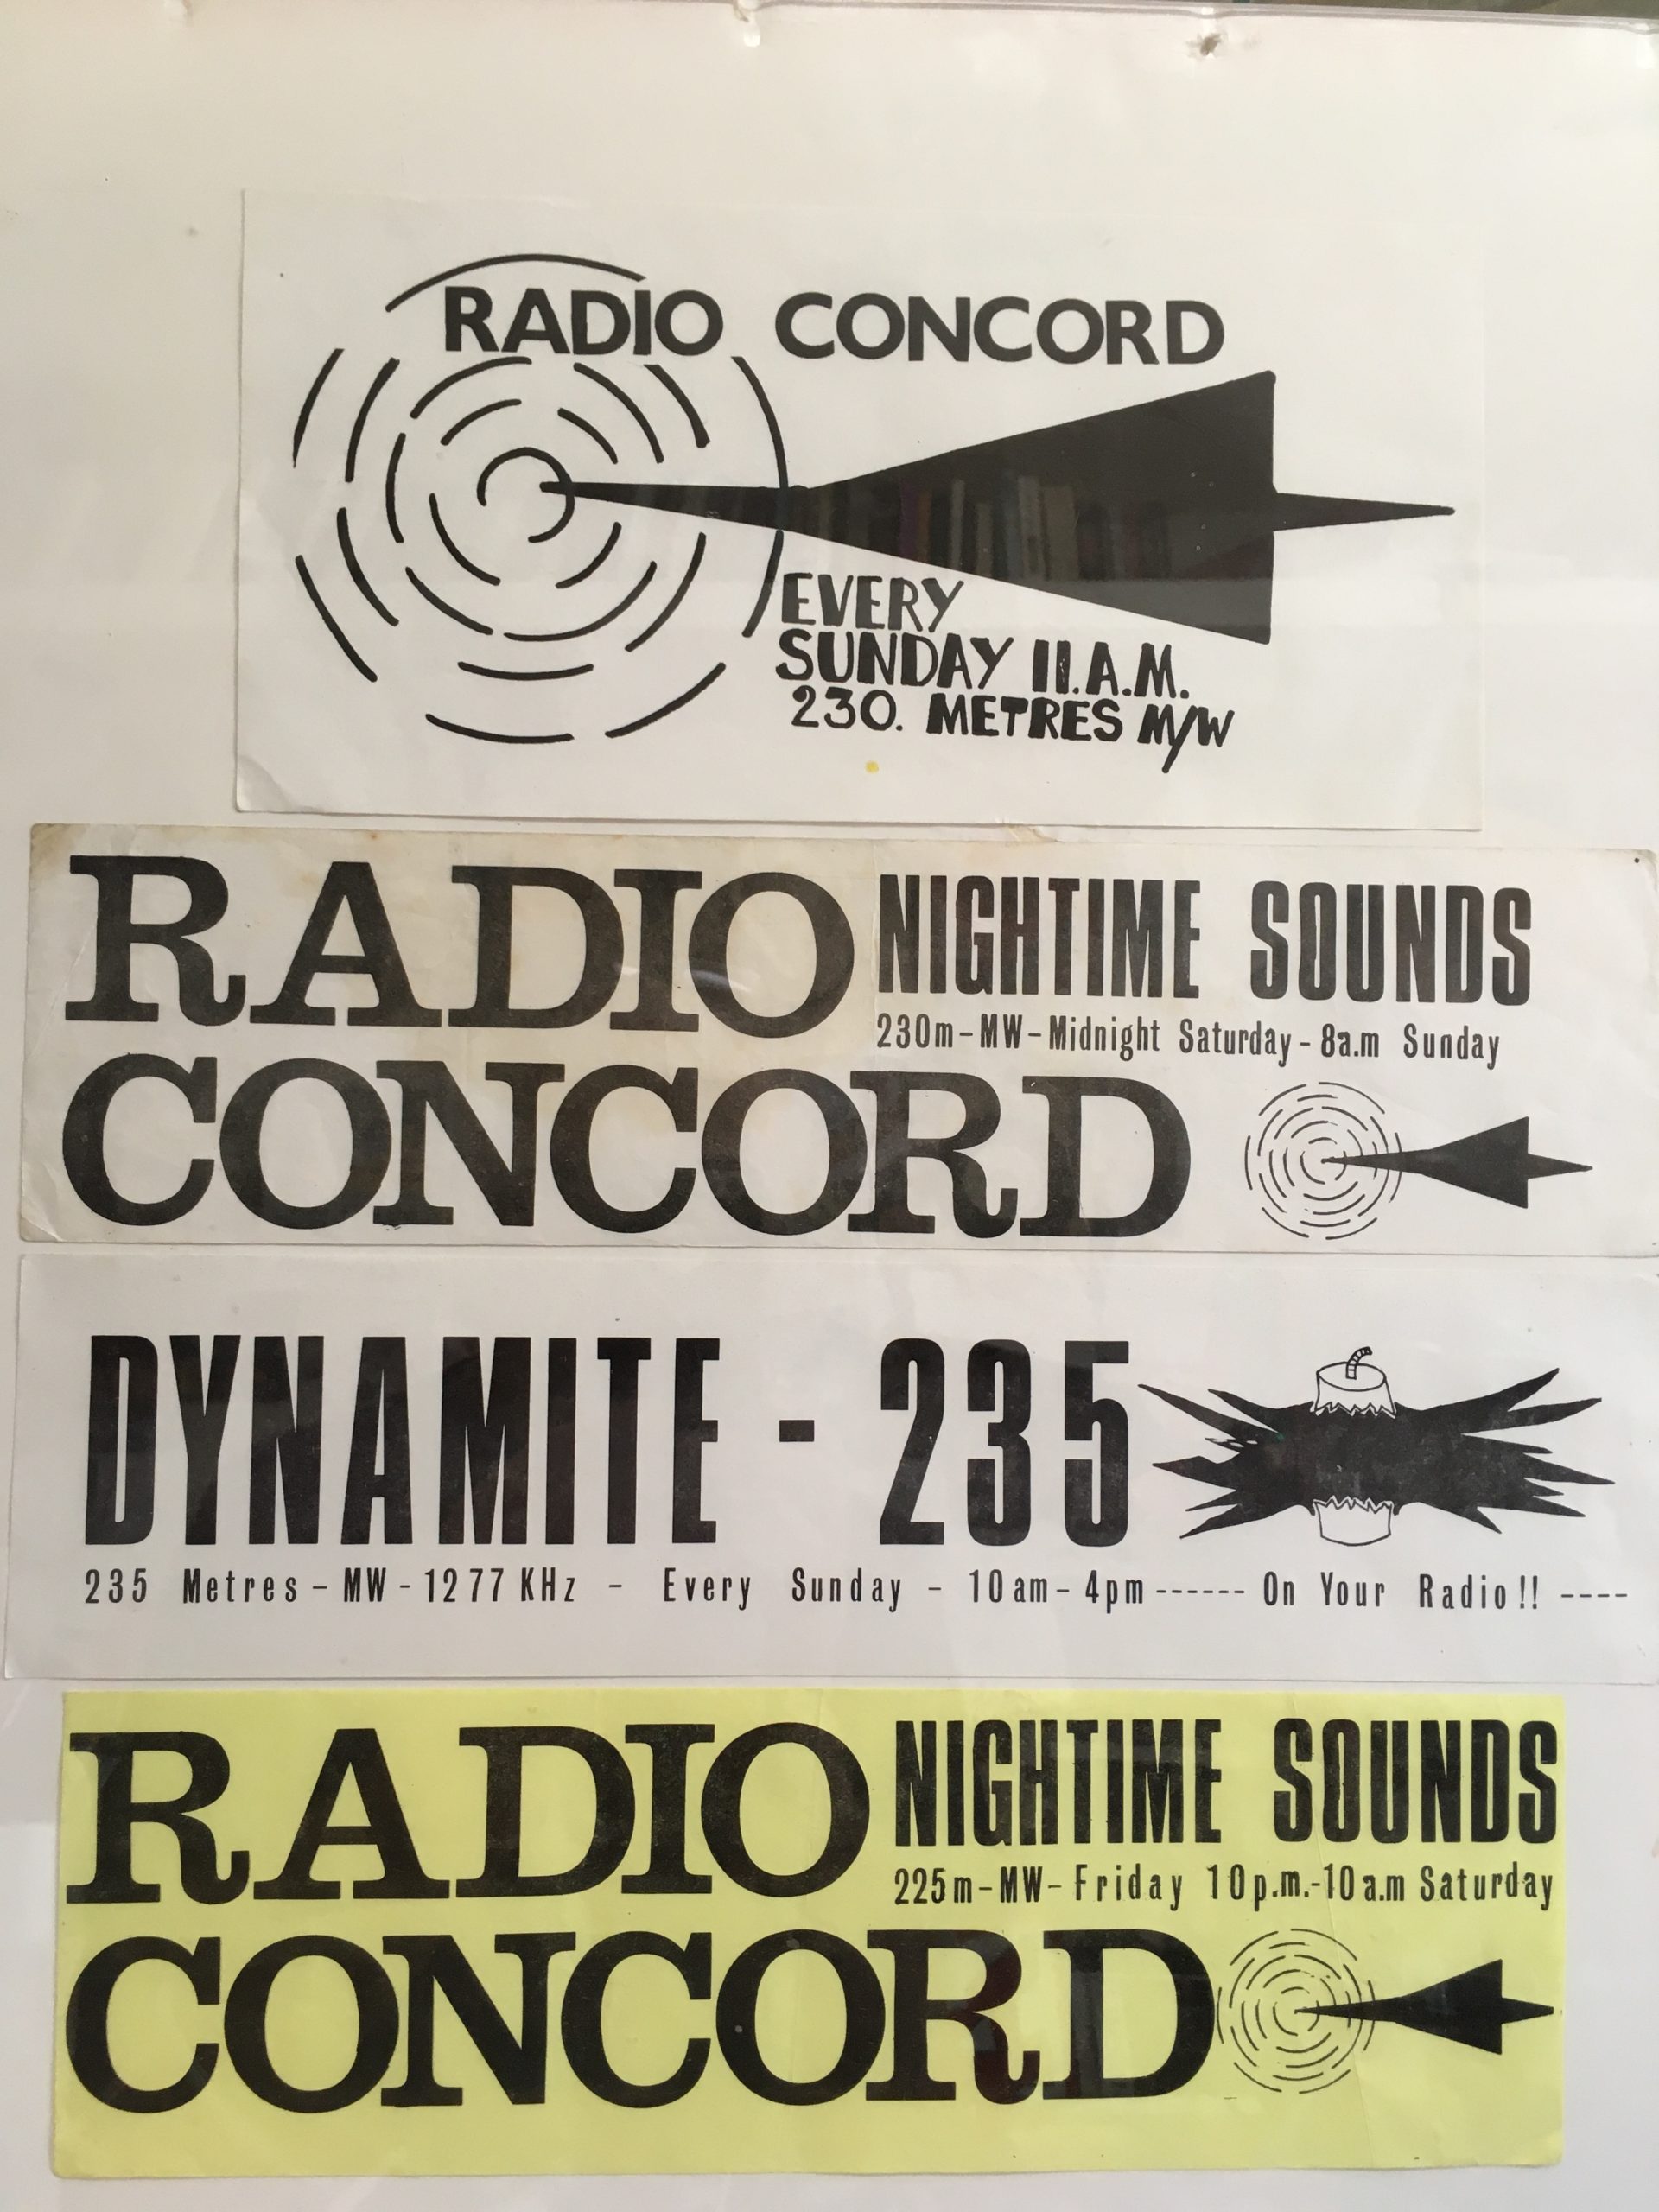 RADIO CONCORD
EVERY
SUNDAY 11.A.M.
230. METRES M/W
RADIO
CONCORD
NIGHTIME SOUNDS
230m-MW-Midnight Saturday-8a.m Sunday
DYNAMITE - 235
235 Metres-MW-1277 KHz - Every Sunday - 10am-4pm------ On Your Radio!! ----
RADIO
CONCORD
NIGHTIME SOUNDS
225m-MW-Friday 10p.m.-10a.m Saturday